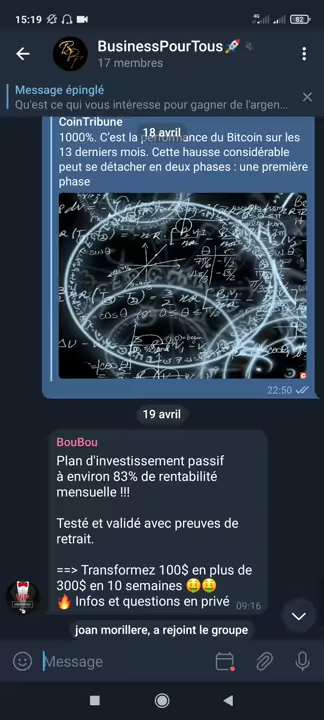 15:19
82
BusinessPourTous🚀
17 membres
Message épinglé
Qu'est ce qui vous intéresse pour gagner de l'argen...
CoinTribune
18 avril
1000%. C'est la performance du Bitcoin sur les
13 derniers mois. Cette hausse considérable
peut se détacher en deux phases : une première
phase
22:50
19 avril
BouBou
Plan d'investissement passif
à environ 83% de rentabilité
mensuelle !!!
Testé et validé avec preuves de
retrait.
==> Transformez 100$ en plus de
300$ en 10 semaines 🤑🤑
🔥 Infos et questions en privé 09:16
joan morillere, a rejoint le groupe
Message